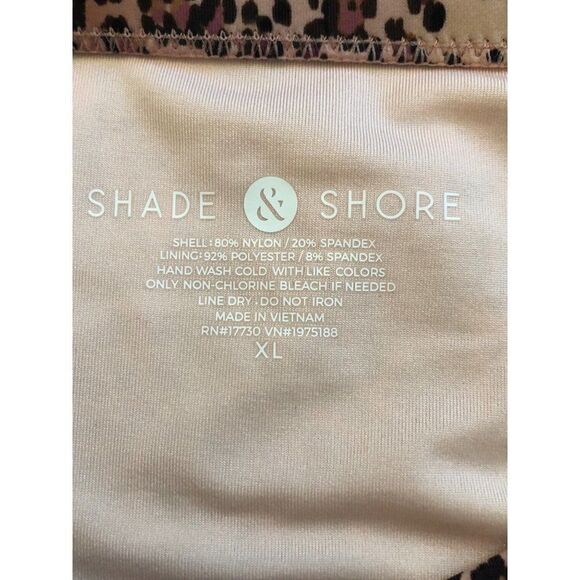 SHADE & SHORE
SHELL: 80% NYLON / 20% SPANDEX
LINING: 92% POLYESTER / 8% SPANDEX
HAND WASH COLD WITH LIKE COLORS
ONLY NON-CHLORINE BLEACH IF NEEDED
LINE DRY; DO NOT IRON
MADE IN VIETNAM
RN#17730 VN#1975188
XL